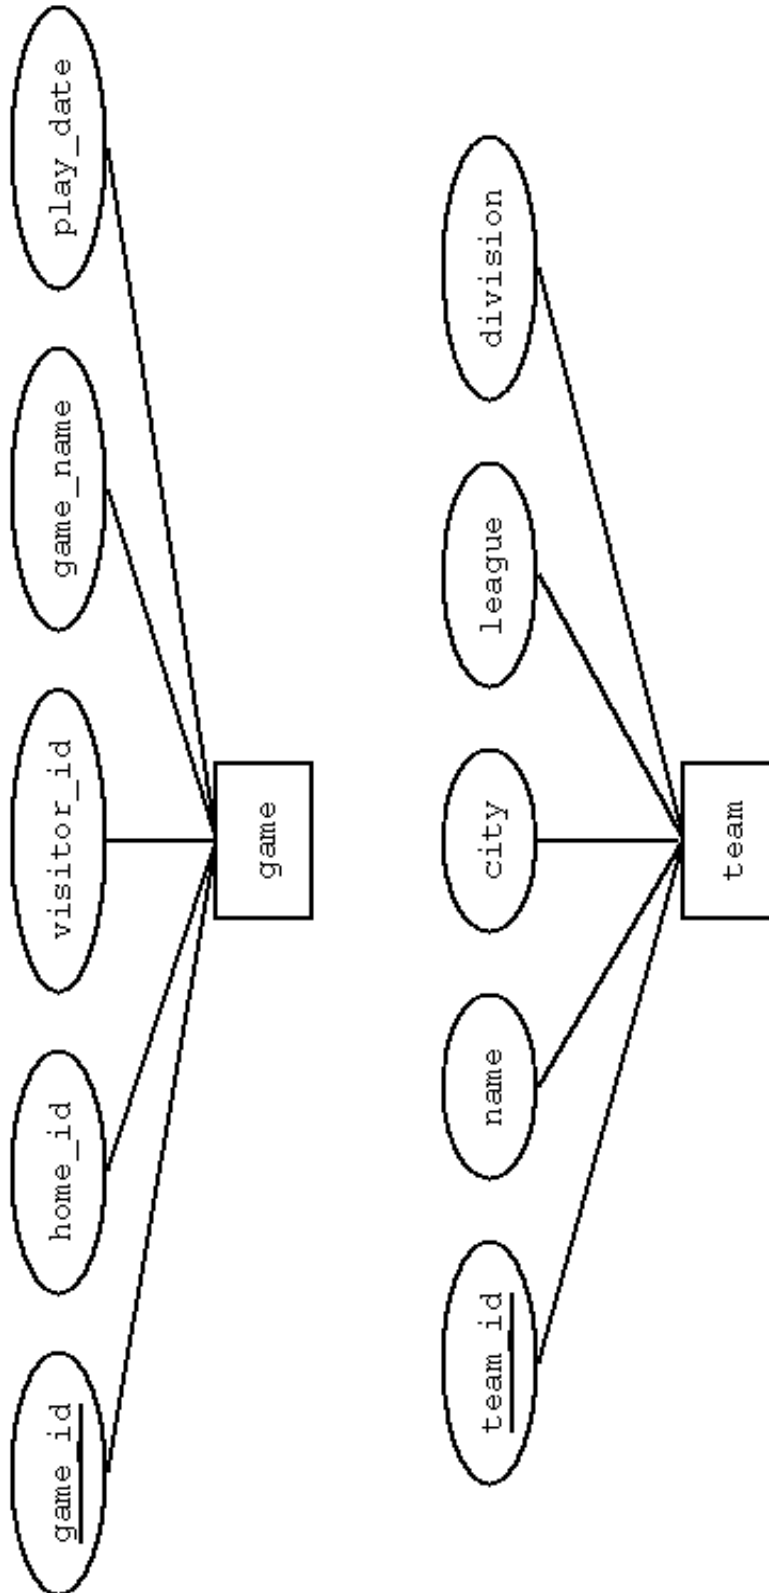 game_id
home_id
visitor_id
game_name
play_date
game
team_id
name
city
league
division
team